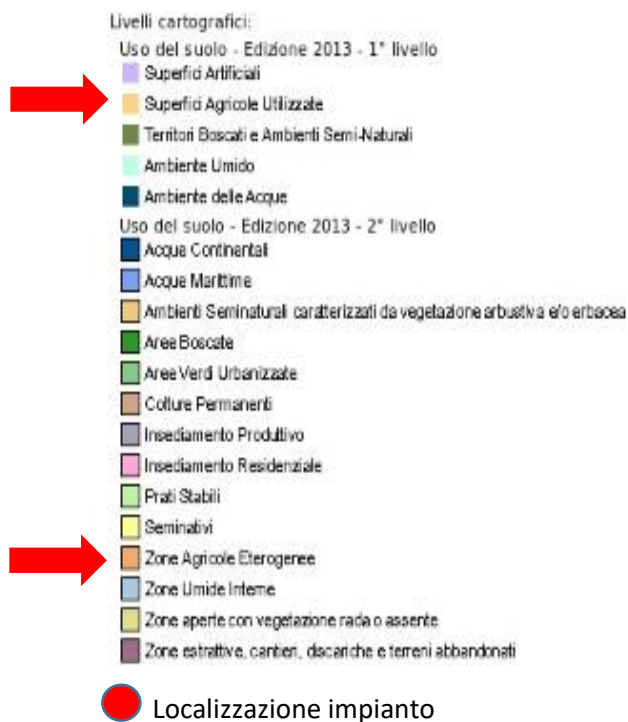 Livelli cartografici:
Uso del suolo - Edizione 2013 - 1° livello
Superfici Artificiali
Superfici Agricole Utilizzate
Territori Boscati e Ambienti Semi-Naturali
Ambiente Umido
Ambiente delle Acque
Uso del suolo - Edizione 2013 - 2° livello
Acque Continentali
Acque Marittime
Ambienti Seminaturali caratterizzati da vegetazione arbustiva e/o erbacea
Aree Boscate
Aree Verdi Urbanizzate
Colture Permanenti
Insediamento Produttivo
Insediamento Residenziale
Prati Stabili
Seminativi
Zone Agricole Eterogenee
Zone Umide Interne
Zone aperte con vegetazione rada o assente
Zone estrattive, cantieri, discariche e terreni abbandonati
Localizzazione impianto